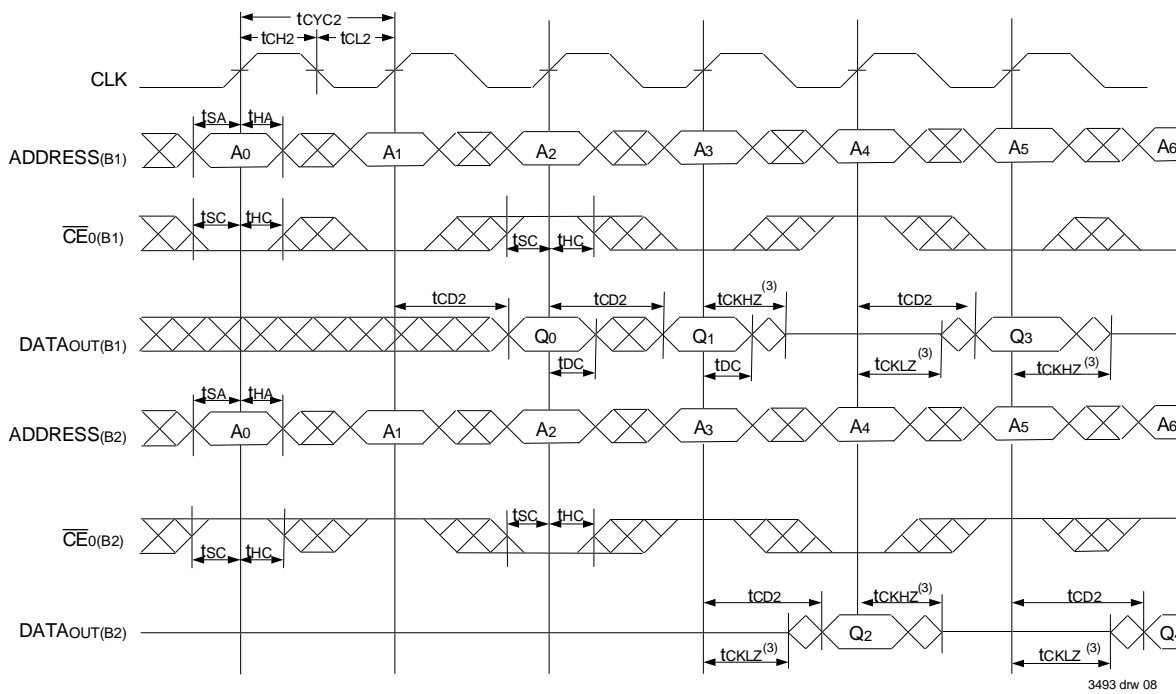 tCYC2
tCH2 tCL2
CLK
tSA tHA
ADDRESS(B1) A0 A1 A2 A3 A4 A5 A6
tSC tHC
CE0(B1)
tSC tHC
tCD2 tCD2 tCKHZ(3) tCD2
DATAOUT(B1) Q0 Q1 Q3
tDC tDC tCKLZ(3) tCKHZ(3)
tSA tHA
ADDRESS(B2) A0 A1 A2 A3 A4 A5 A6
tSC tHC
CE0(B2)
tSC tHC
tCD2 tCKHZ(3) tCD2
DATAOUT(B2) Q2
tCKLZ(3) tCKLZ(3)
3493 drw 08